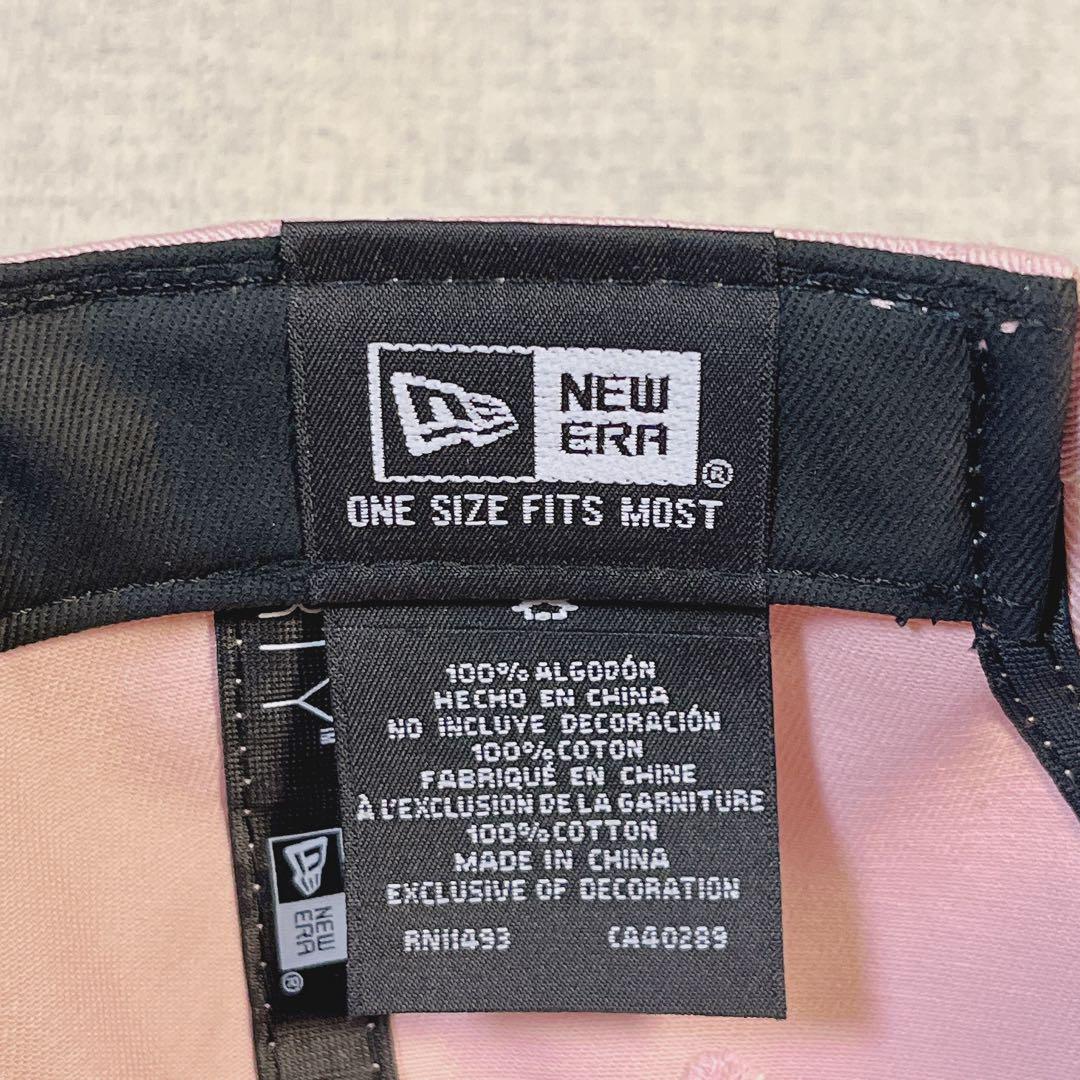 NEW
ERA
®
ONE SIZE FITS MOST
100% ALGODÓN
HECHO EN CHINA
NO INCLUYE DECORACIÓN
100% COTON
FABRIQUÉ EN CHINE
À L'EXCLUSION DE LA GARNITURE
100% COTTON
MADE IN CHINA
EXCLUSIVE OF DECORATION
RN11493 CA40289
NEW
ERA
®